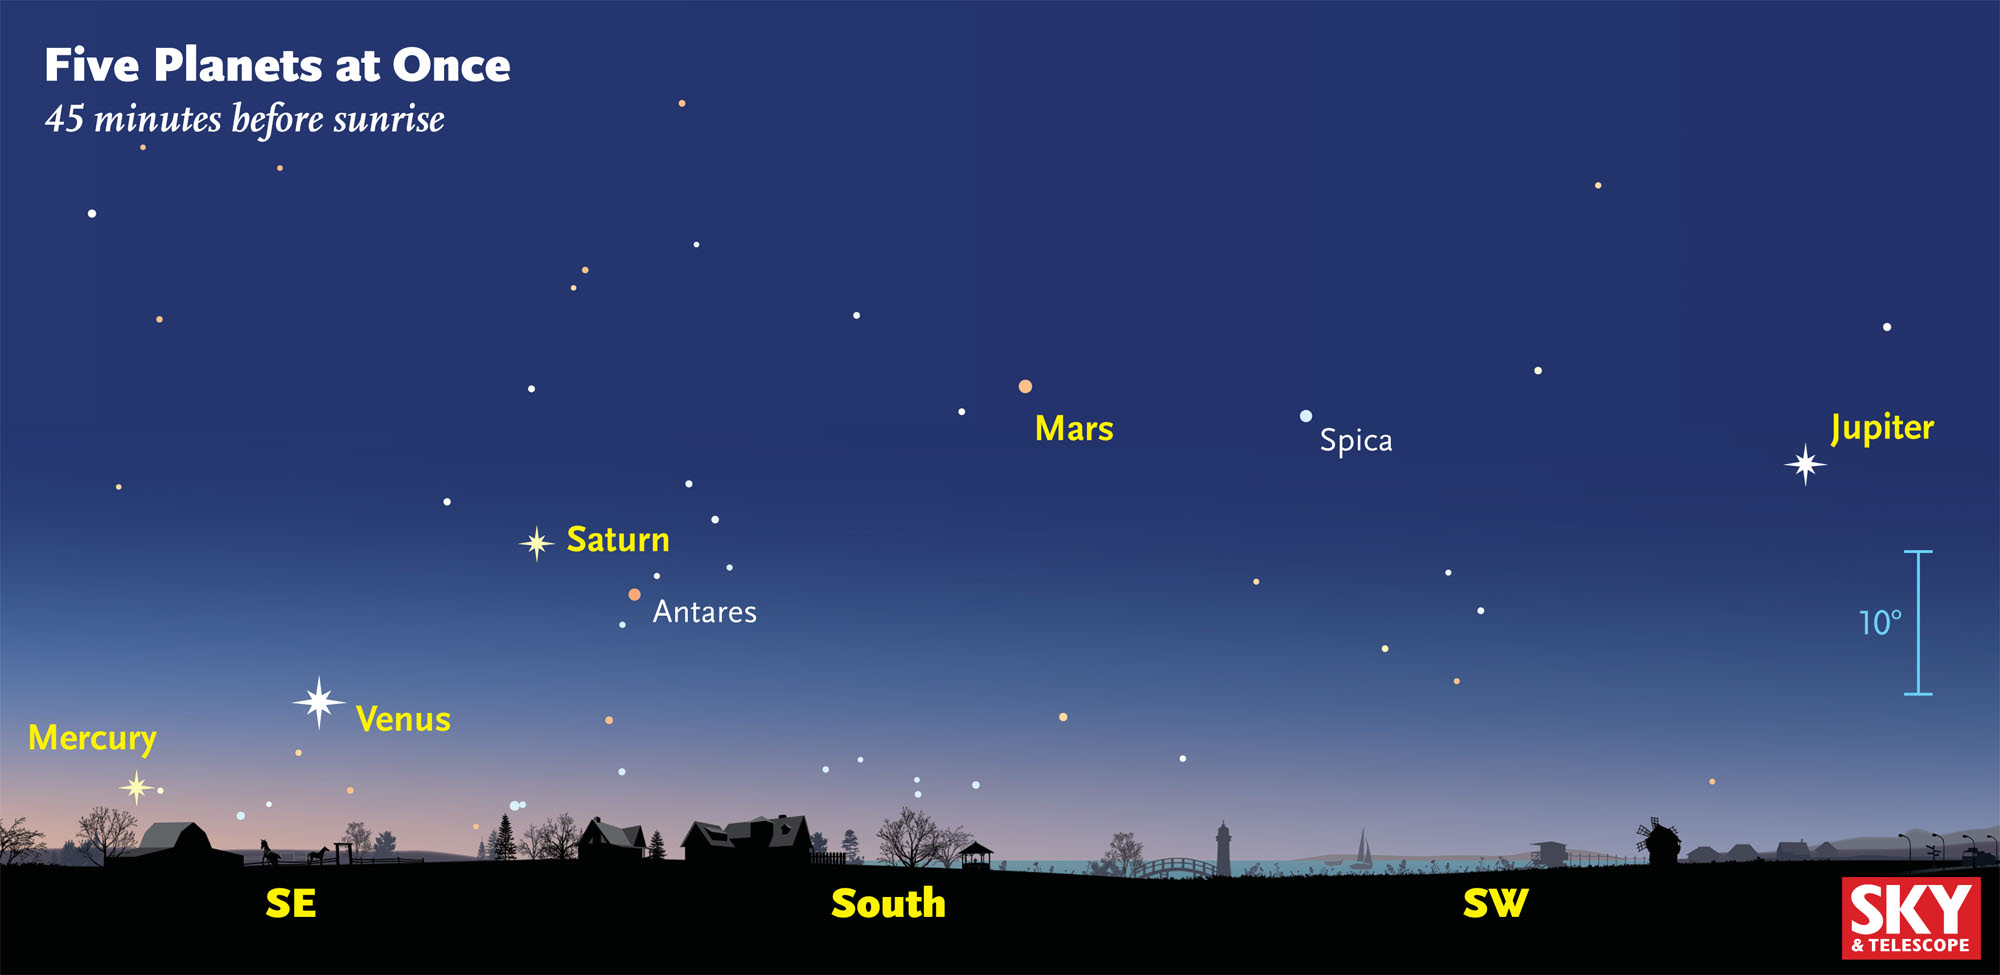 Five Planets at Once
45 minutes before sunrise
Mars
Spica
Jupiter
Saturn
Antares
10°
Venus
Mercury
SE
South
SW
SKY
& TELESCOPE